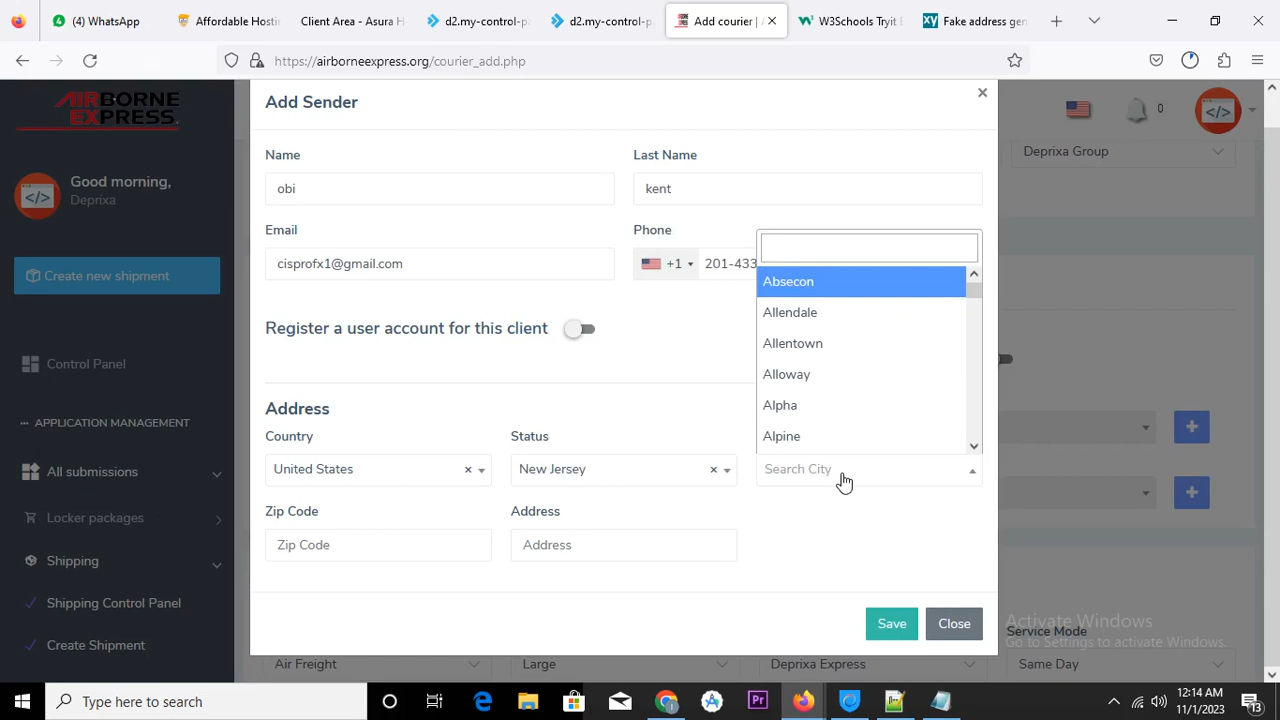 (4) WhatsApp
Affordable Hosti
Client Area - Asura H
d2.my-control-p
d2.my-control-p
Add courier | A
W3Schools Tryit E
Fake address gen
https://airborneexpress.org/courier_add.php
AIRBORNE
EXPRESS
Good morning,
Deprixa
Create new shipment
Control Panel
APPLICATION MANAGEMENT
All submissions
Locker packages
Shipping
Shipping Control Panel
Create Shipment
0
Deprixa Group
Add Sender
×
Name
Last Name
obi
kent
Email
Phone
cisprofx1@gmail.com
+1
201-433
Register a user account for this client
Absecon
Allendale
Allentown
Alloway
Alpha
Alpine
Address
Country
Status
United States ×
New Jersey ×
Search City
Zip Code
Address
Zip Code
Address
Save
Close
Activate Windows
Go to Settings to activate Windows.
Service Mode
Air Freight
Large
Deprixa Express
Same Day
Type here to search
12:14 AM
11/1/2023
13